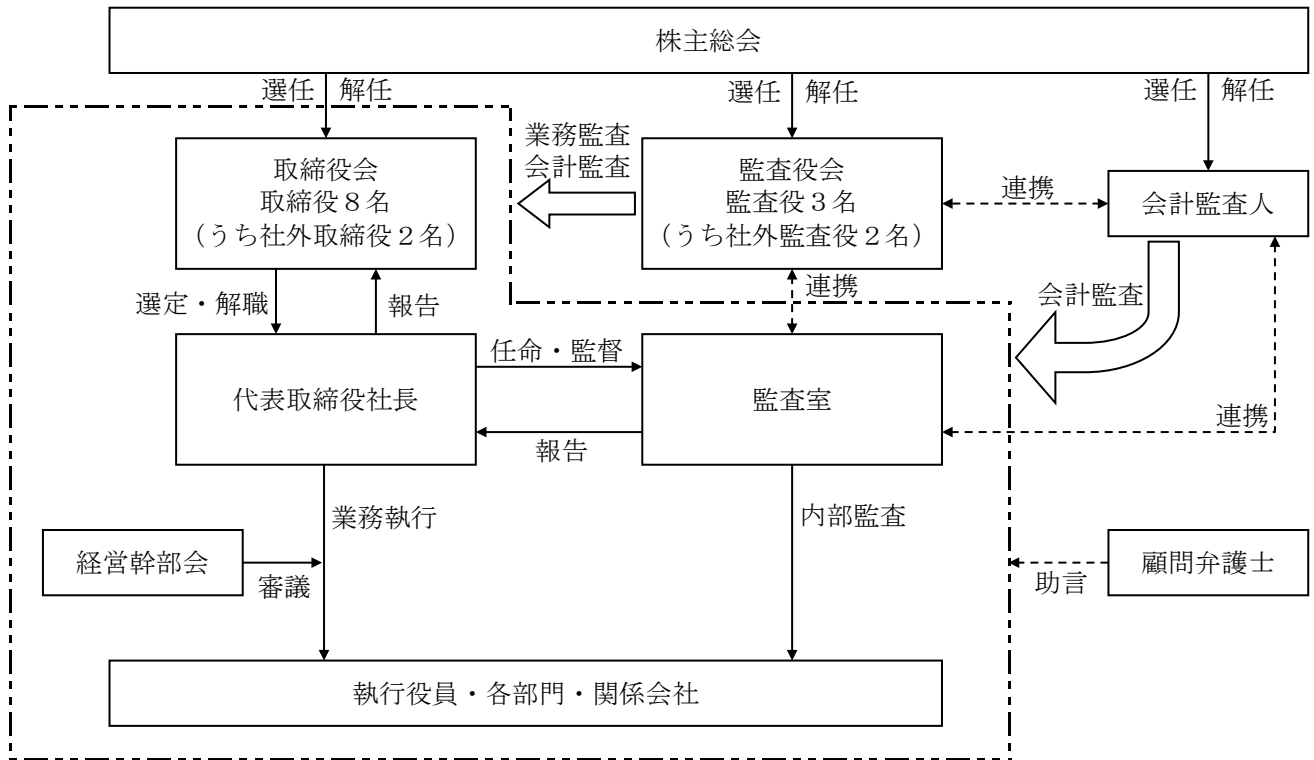 株主総会
選任 解任
選任 解任
選任 解任
取締役会
取締役８名
（うち社外取締役２名）
業務監査
会計監査
監査役会
監査役３名
（うち社外監査役２名）
連携
会計監査人
選定・解職
報告
連携
会計監査
代表取締役社長
任命・監督
報告
監査室
連携
業務執行
内部監査
経営幹部会
審議
顧問弁護士
助言
執行役員・各部門・関係会社